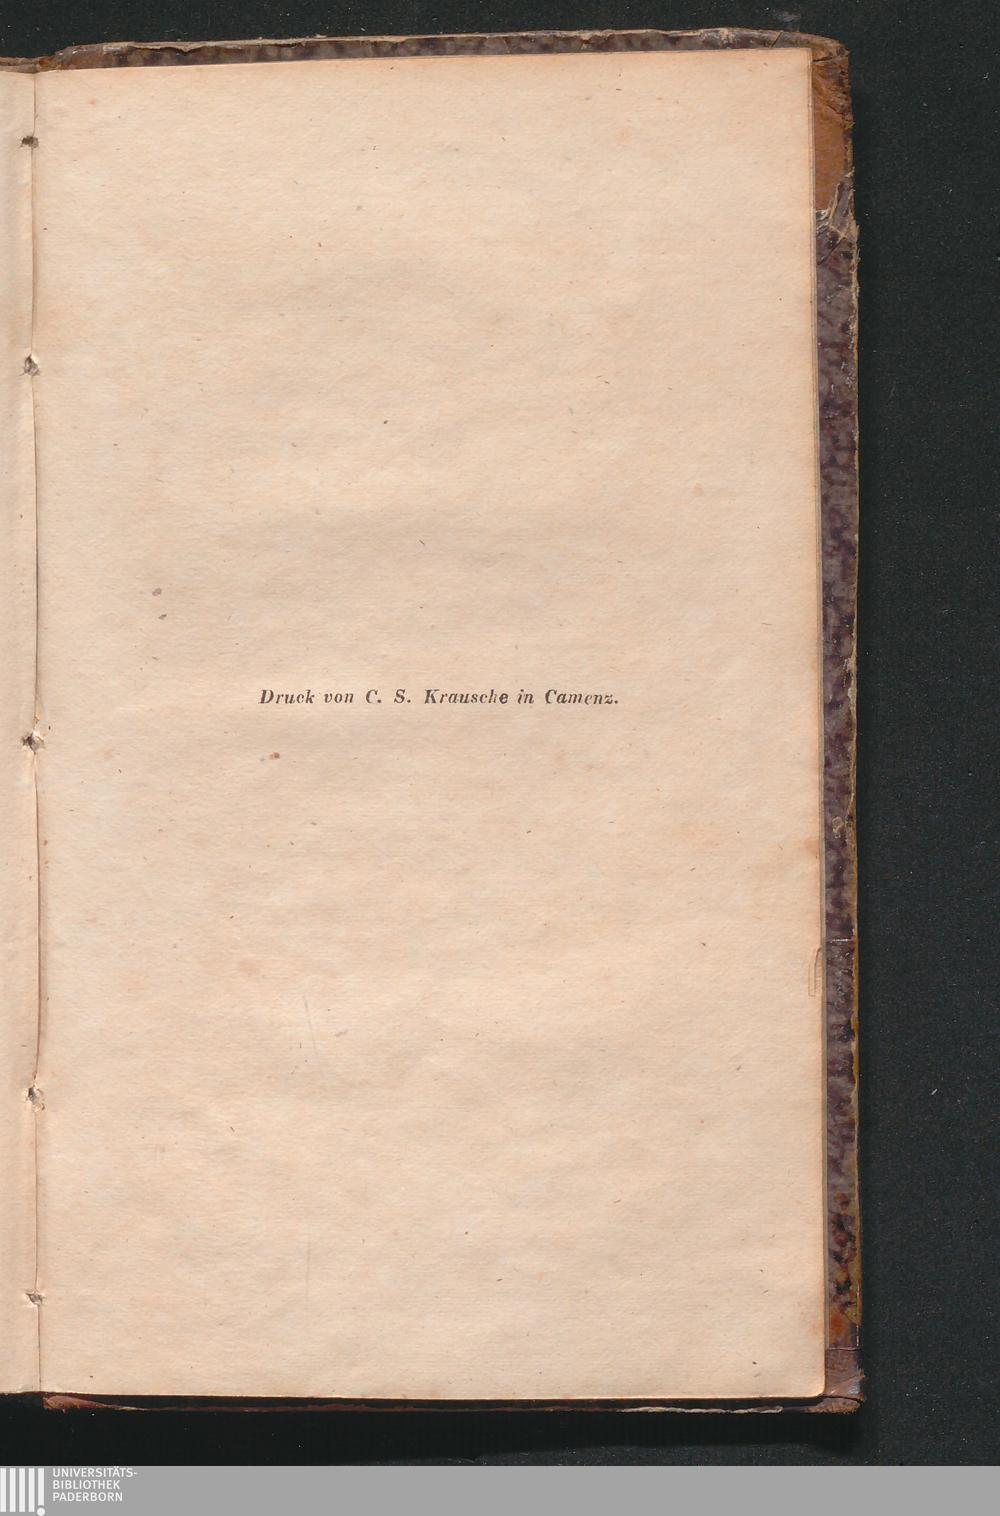 Druck von C. S. Krausche in Camenz.
UNIVERSITÄTS-
BIBLIOTHEK
PADERBORN